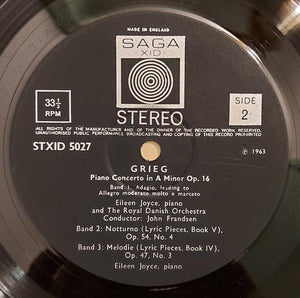 MADE IN ENGLAND
SAGA
XID
33⅓
RPM
STEREO
SIDE
2
ALL RIGHTS OF THE MANUFACTURER AND OF THE OWNER OF THE RECORDED WORK RESERVED.
UNAUTHORISED PUBLIC PERFORMANCE BROADCASTING AND COPYING OF THIS RECORD PROHIBITED
STXID 5027
℗ 1963
GRIEG
Piano Concerto in A Minor Op. 16
Band 1, Adagio, leading to
Allegro moderato molto e marcato
Eileen Joyce, piano
and The Royal Danish Orchestra
Conductor: John Frandsen
Band 2: Notturno (Lyric Pieces, Book V),
Op. 54, No. 4
Band 3: Melodie (Lyric Pieces, Book IV),
Op. 47, No. 3
Eileen Joyce, piano